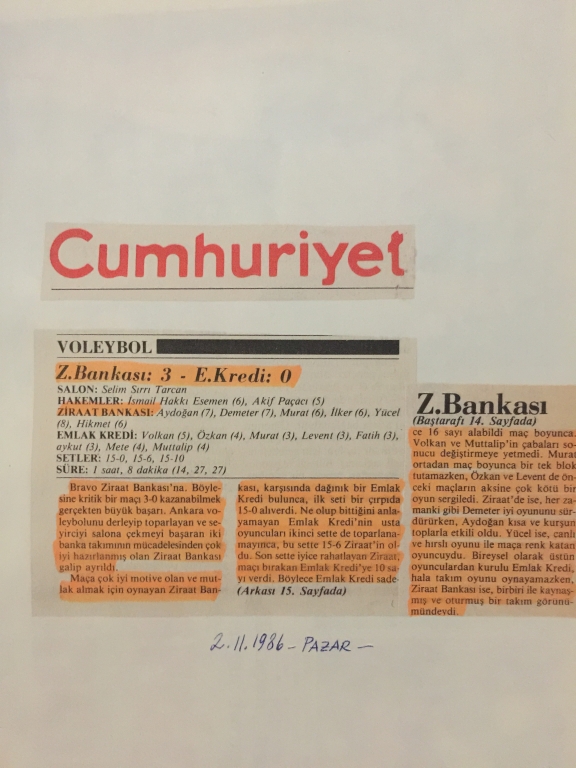 Cumhuriyet
VOLEYBOL
Z.Bankası: 3 - E.Kredi: 0
SALON: Selim Sırrı Tarcan
HAKEMLER: İsmail Hakkı Esemen (6), Akif Paçacı (5)
ZİRAAT BANKASI: Aydoğan (7), Demeter (7), Murat (6), İlker (6), Yücel
(8), Hikmet (6)
EMLAK KREDİ: Volkan (5), Özkan (4), Murat (3), Levent (3), Fatih (3),
aykut (3), Mete (4), Muttalip (4)
SETLER: 15-0, 15-6, 15-10
SÜRE: 1 saat, 8 dakika (14, 27, 27)
Bravo Ziraat Bankası'na. Böyle-
sine kritik bir maçı 3-0 kazanabilmek
gerçekten büyük başarı. Ankara vo-
leybolunu derleyip toparlayan ve se-
yirciyi salona çekmeyi başaran iki
banka takımının mücadelesinden çok
iyi hazırlanmış olan Ziraat Bankası
galip ayrıldı.
Maça çok iyi motive olan ve mut-
lak almak için oynayan Ziraat Ban-
kası, karşısında dağınık bir Emlak
Kredi bulunca, ilk seti bir çırpıda
15-0 alıverdi. Ne olup bittiğini anla-
yamayan Emlak Kredi'nin usta
oyuncuları ikinci sette de toparlana-
mayınca, bu sette 15-6 Ziraat'in ol-
du. Son sette iyice rahatlayan Ziraat,
maçı bırakan Emlak Kredi'ye 10 sa-
yı verdi. Böylece Emlak Kredi sade-
(Arkası 15. Sayfada)
Z.Bankası
(Baştarafı 14. Sayfada)
ce 16 sayı alabildi maç boyunca.
Volkan ve Muttalip'in çabaları so-
nucu değiştirmeye yetmedi. Murat
ortadan maç boyunca bir tek blok
tutamazken, Özkan ve Levent de ön-
ceki maçların aksine çok kötü bir
oyun sergiledi. Ziraat'de ise, her za-
manki gibi Demeter iyi oyununu sür-
dürürken, Aydoğan kısa ve kurşun
toplarla etkili oldu. Yücel ise, canlı
ve hırslı oyunu ile maça renk katan
oyuncuydu. Bireysel olarak üstün
oyunculardan kurulu Emlak Kredi,
hala takım oyunu oynayamazken,
Ziraat Bankası ise, birbiri ile kaynaş-
mış ve oturmuş bir takım görünü-
mündeydi.
2.11.1986 - PAZAR -